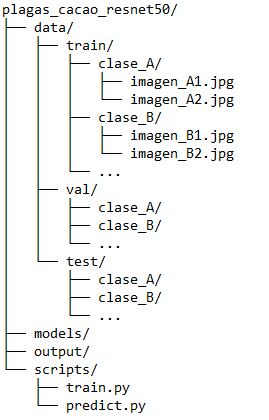 plagas_cacao_resnet50/
├── data/
│   ├── train/
│   │   ├── clase_A/
│   │   │   ├── imagen_A1.jpg
│   │   │   └── imagen_A2.jpg
│   │   ├── clase_B/
│   │   │   ├── imagen_B1.jpg
│   │   │   └── imagen_B2.jpg
│   │   └── ...
│   ├── val/
│   │   ├── clase_A/
│   │   ├── clase_B/
│   │   └── ...
│   └── test/
│       ├── clase_A/
│       ├── clase_B/
│       └── ...
├── models/
├── output/
└── scripts/
    ├── train.py
    └── predict.py